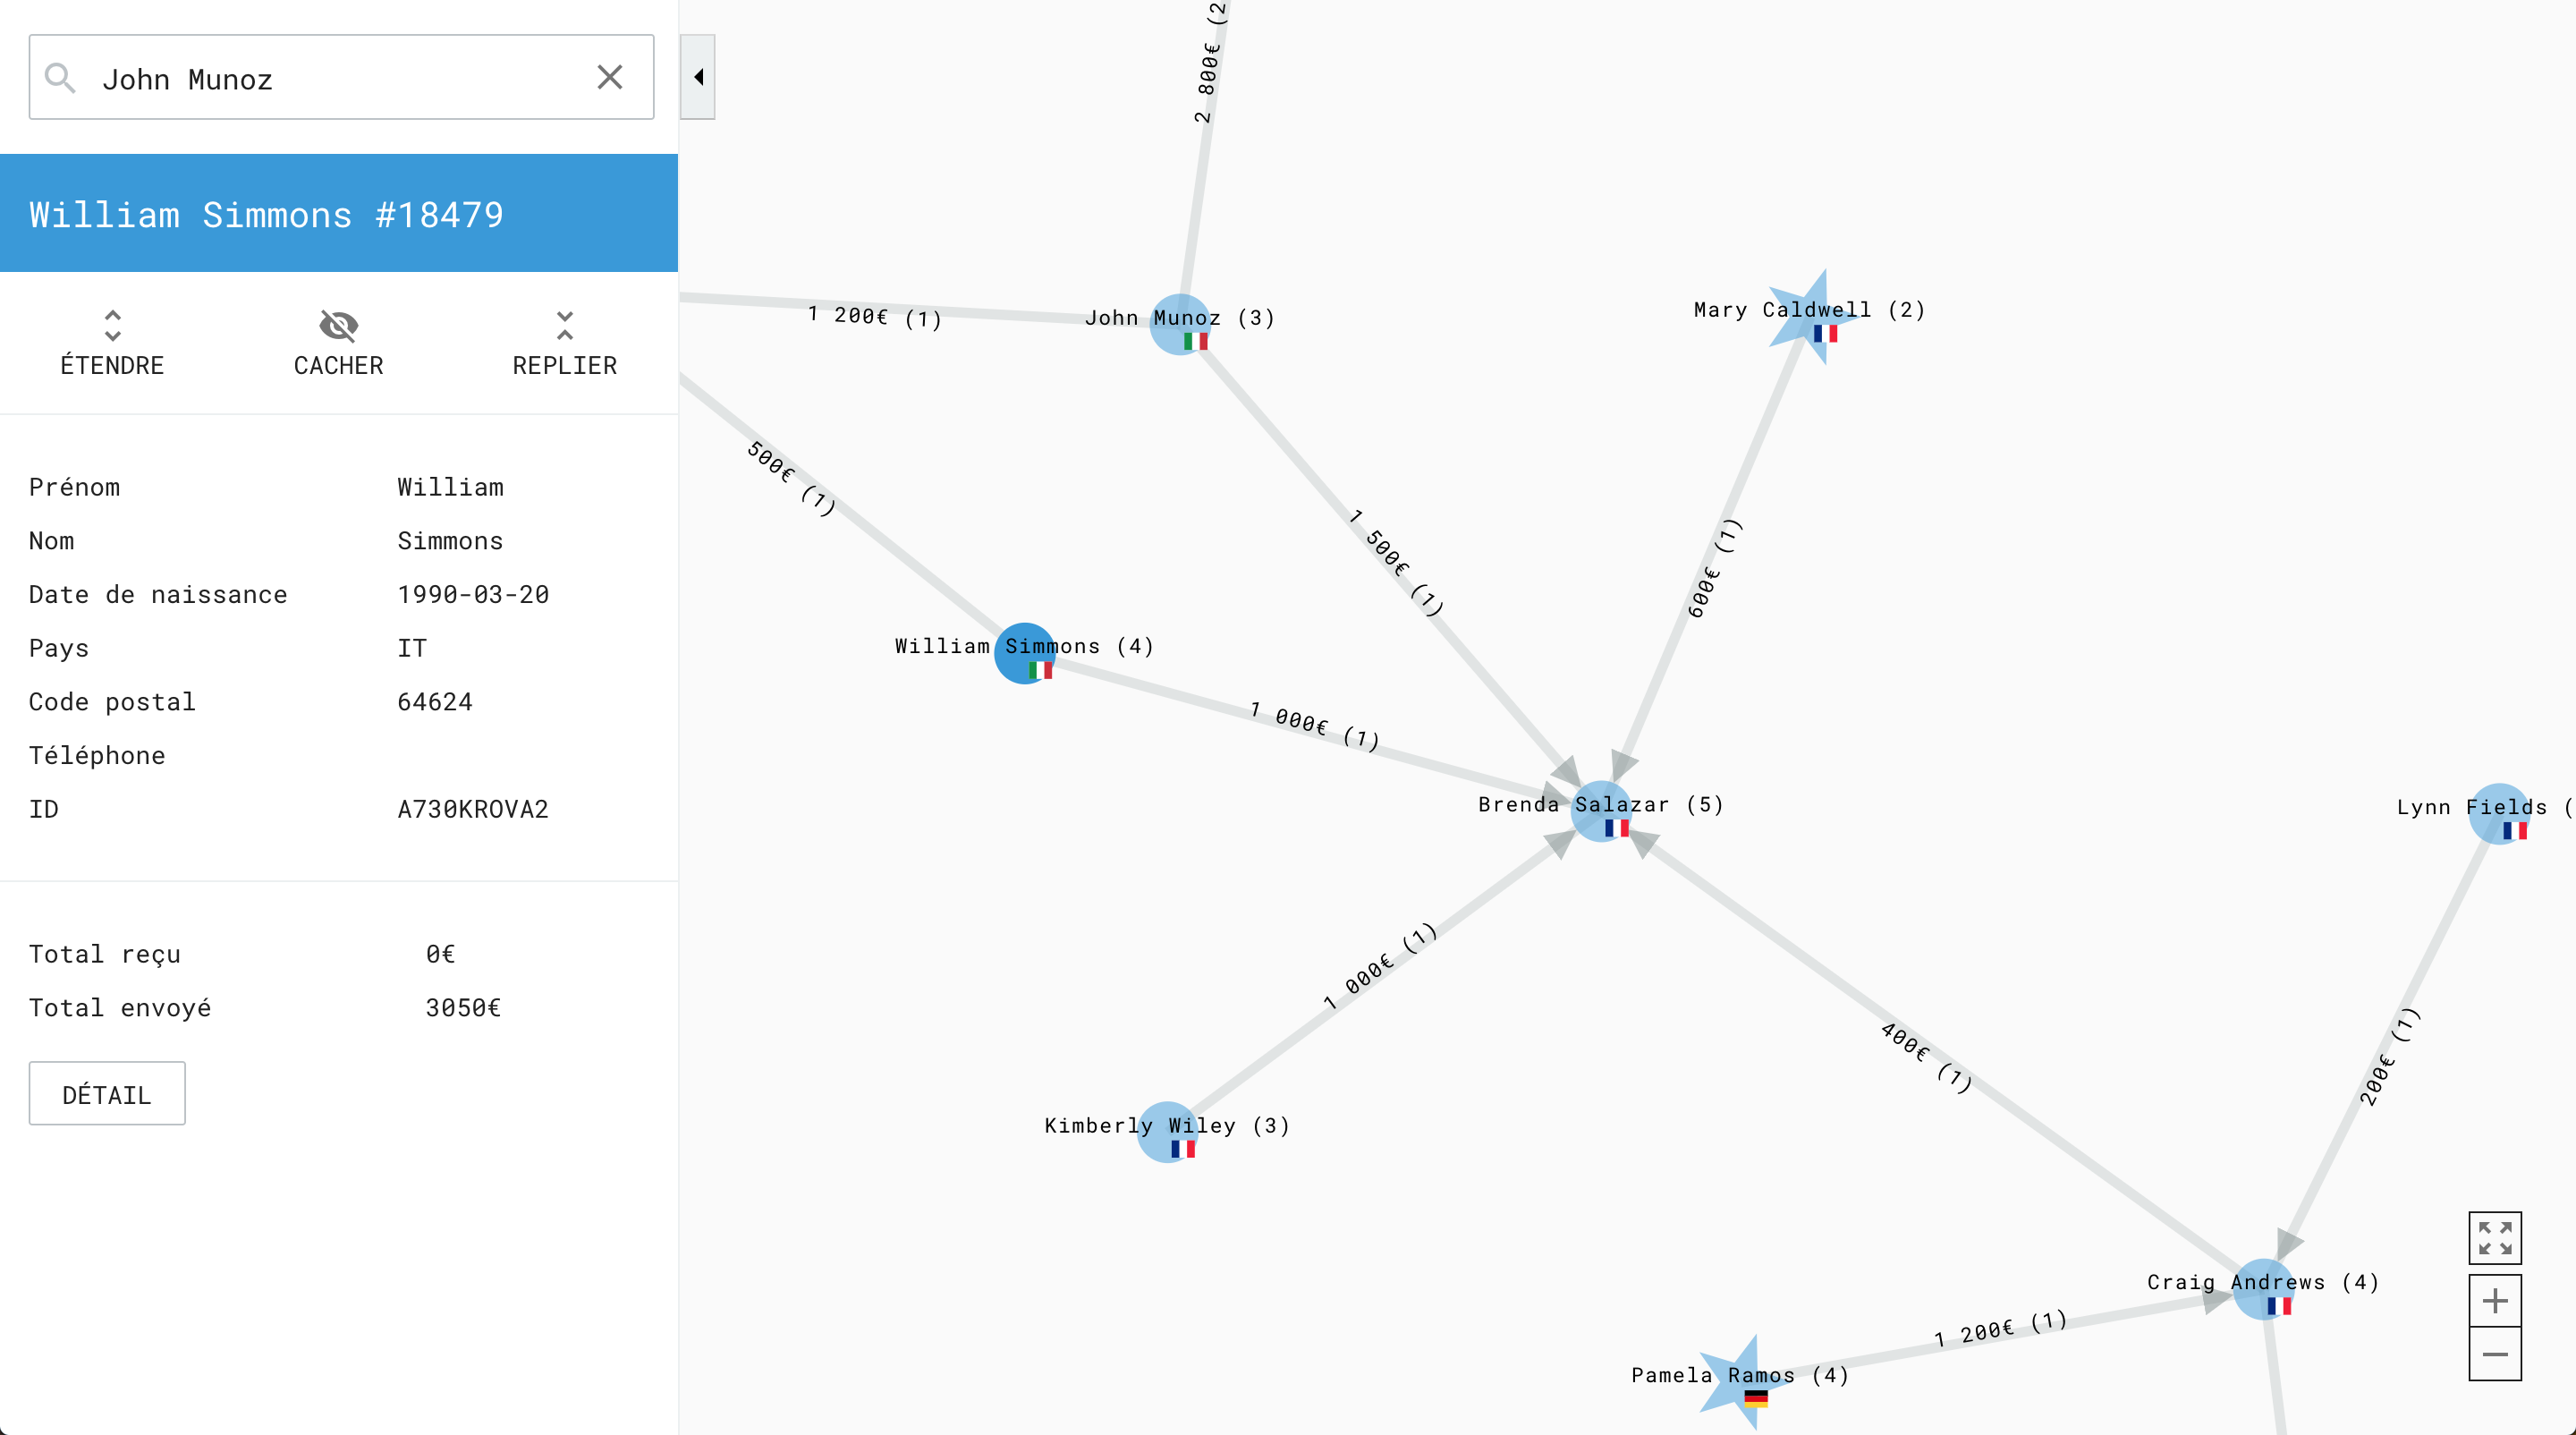 John Munoz
William Simmons #18479
ÉTENDRE
CACHER
REPLIER
Prénom William
Nom Simmons
Date de naissance 1990-03-20
Pays IT
Code postal 64624
Téléphone
ID A730KROVA2
Total reçu 0€
Total envoyé 3050€
DÉTAIL
2 800€ (2
1 200€ (1)
John Munoz (3)
Mary Caldwell (2)
500€ (1)
1 500€ (1)
600€ (1)
William Simmons (4)
1 000€ (1)
Brenda Salazar (5)
Lynn Fields (
1 000€ (1)
400€ (1)
200€ (1)
Kimberly Wiley (3)
Craig Andrews (4)
1 200€ (1)
Pamela Ramos (4)